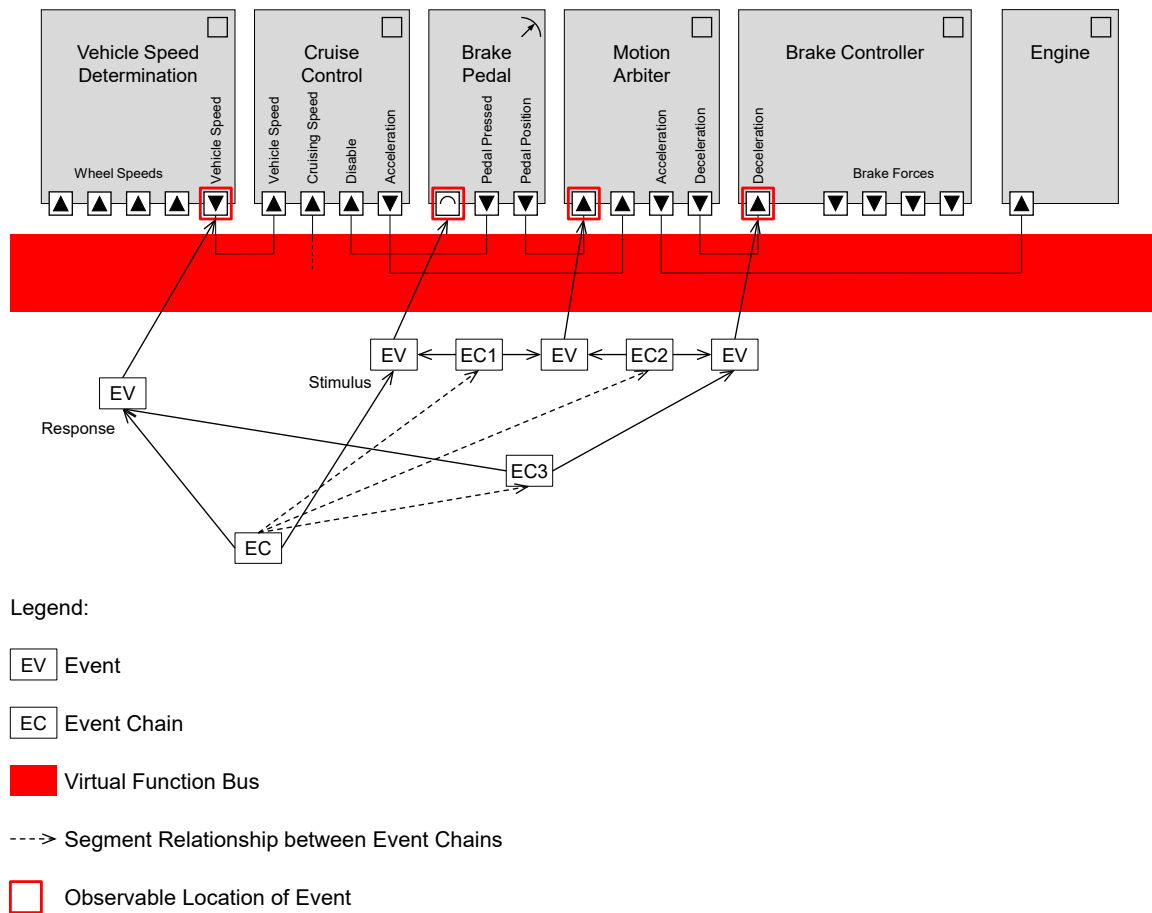 Vehicle Speed
Determination
Cruise
Control
Brake
Pedal
Motion
Arbiter
Brake Controller
Engine
Wheel Speeds
Vehicle Speed
Vehicle Speed
Cruising Speed
Disable
Acceleration
Pedal Pressed
Pedal Position
Acceleration
Deceleration
Deceleration
Brake Forces
EV
EC1
EV
EC2
EV
Stimulus
EV
Response
EC3
EC
Legend:
EV Event
EC Event Chain
Virtual Function Bus
Segment Relationship between Event Chains
Observable Location of Event